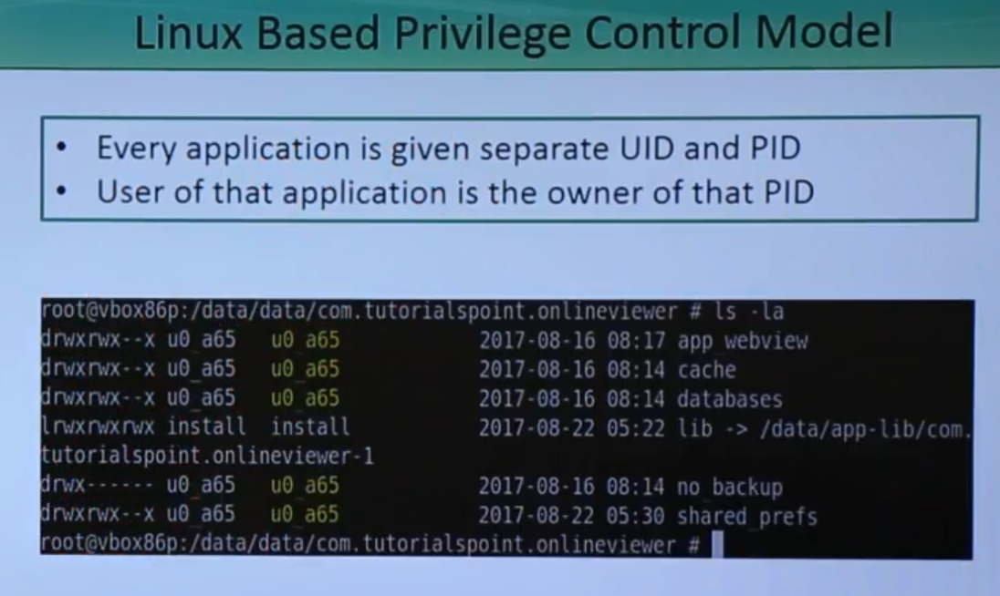 Linux Based Privilege Control Model
• Every application is given separate UID and PID
• User of that application is the owner of that PID
root@vbox86p:/data/data/com.tutorialspoint.onlineviewer # ls -la
drwxrwx--x u0_a65 u0_a65 2017-08-16 08:17 app_webview
drwxrwx--x u0_a65 u0_a65 2017-08-16 08:14 cache
drwxrwx--x u0_a65 u0_a65 2017-08-16 08:14 databases
lrwxrwxrwx install install 2017-08-22 05:22 lib -> /data/app-lib/com.
tutorialspoint.onlineviewer-1
drwx------ u0_a65 u0_a65 2017-08-16 08:14 no_backup
drwxrwx--x u0_a65 u0_a65 2017-08-22 05:30 shared_prefs
root@vbox86p:/data/data/com.tutorialspoint.onlineviewer #